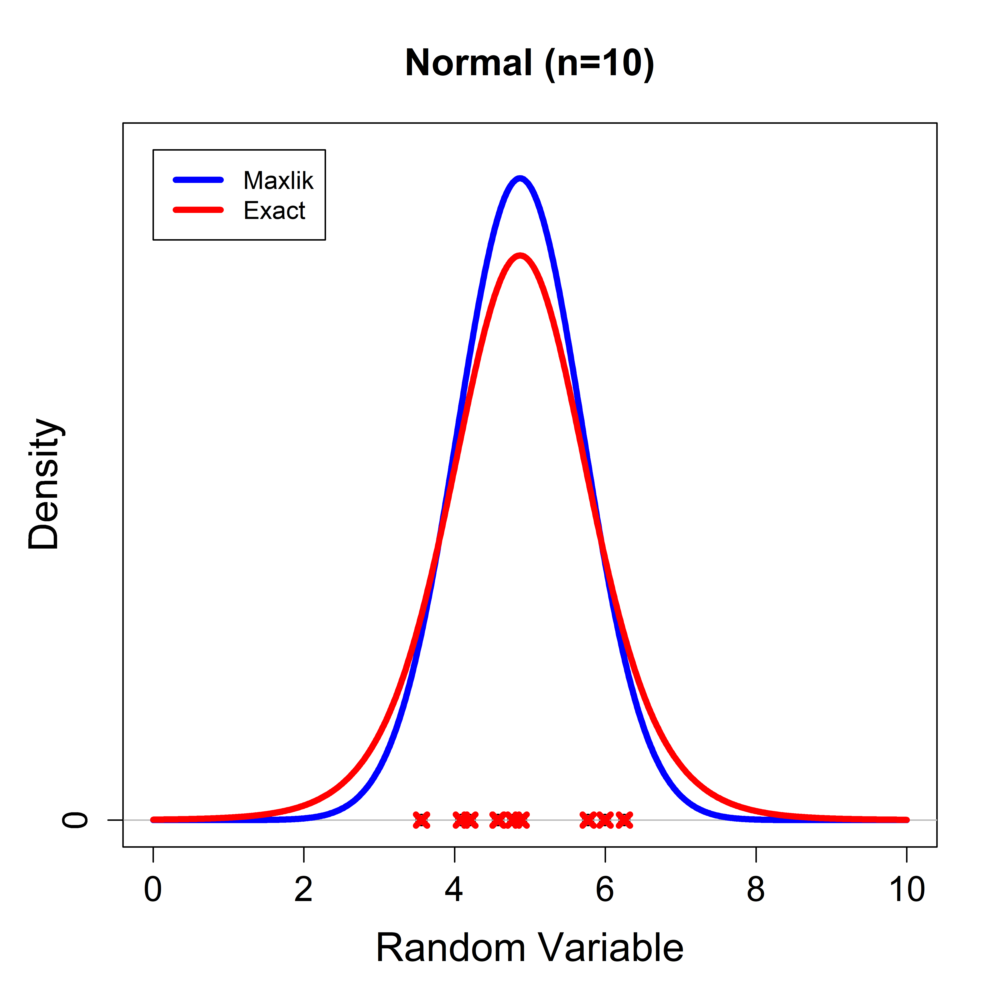 Normal (n=10)
Maxlik
Exact
Density
0
0 2 4 6 8 10
Random Variable